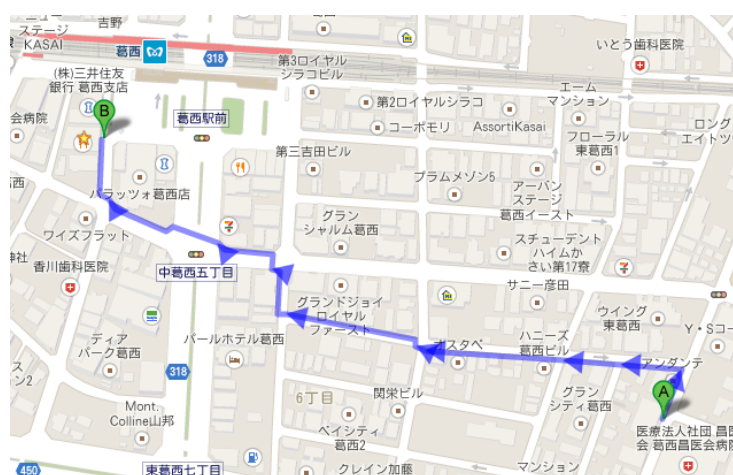 ニュー
ステージ
KASAI
吉野
葛西
葛西
318
いとう歯科医院
(株)三井住友
銀行 葛西支店
第3ロイヤル
シラコビル
会病院
B
葛西駅前
第2ロイヤルシラコ
コーポモリ
AssortiKasai
エーム
マンション
フローラル
東葛西1
ロング
エイトツ
第三吉田ビル
プラムメゾン5
アーバン
ステージ
葛西イースト
葛西
パラッツォ葛西店
ワイズフラット
グラン
シャルム葛西
スチューデント
ハイムか
さい第17寮
神社
香川歯科医院
中葛西五丁目
サニー彦田
グランドジョイ
ロイヤル
ファースト
ウイング
東葛西
Y・Sコー
ディア
パーク葛西
パールホテル葛西
オスタベ
ハニーズ
葛西ビル
アンダンテ
ス
ン2
318
A
Mont.
Colline山邦
6丁目
関栄ビル
グラン
シティ葛西
ベイシティ
葛西2
医療法人社団 昌医
会 葛西昌医会病院
450
東葛西七丁目
クレイン加藤
マンション